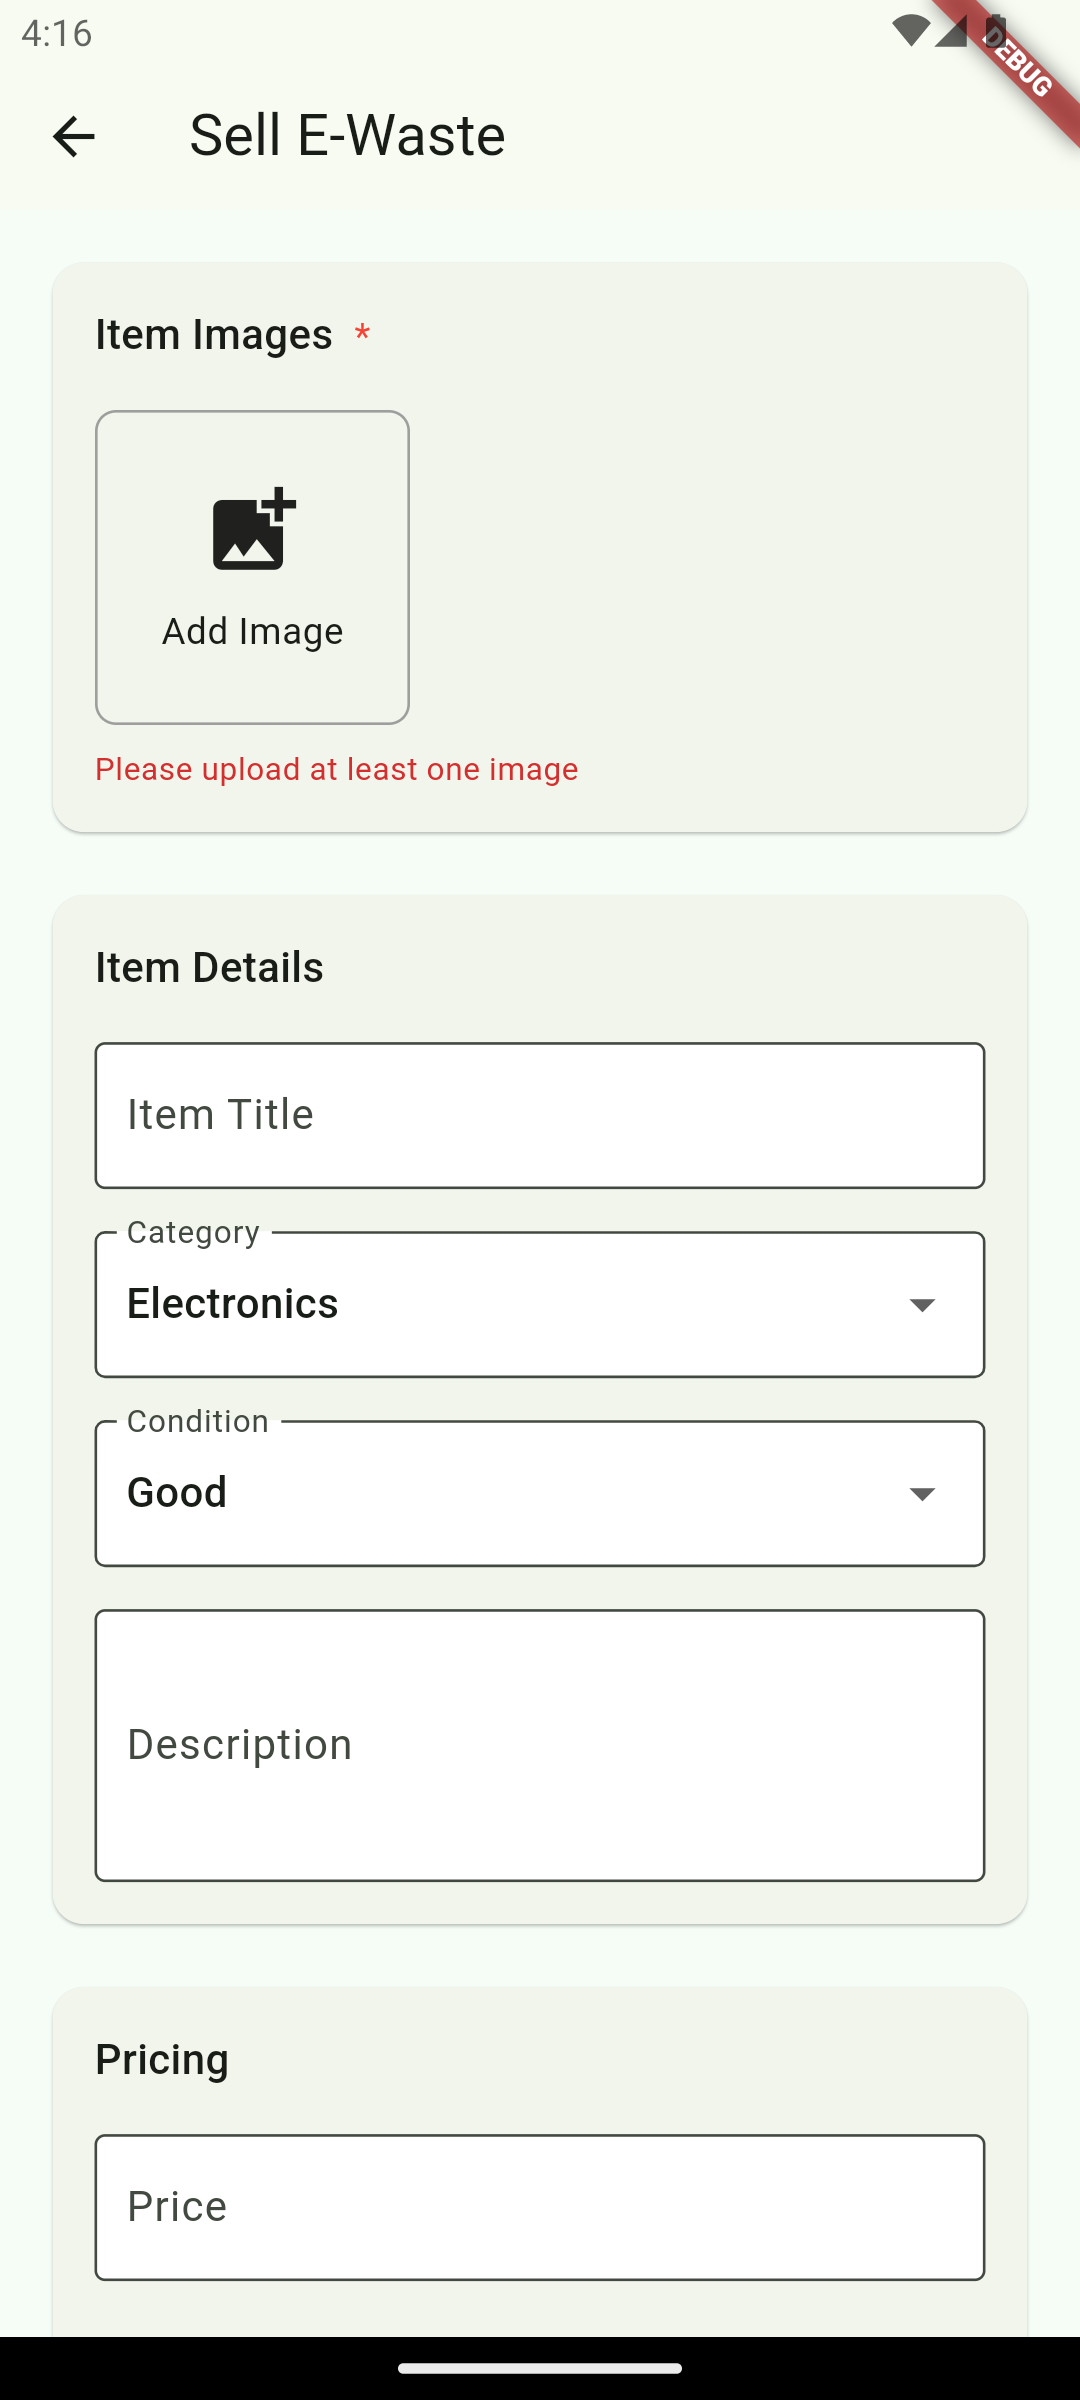 4:16
DEBUG
Sell E-Waste
Item Images *
Add Image
Please upload at least one image
Item Details
Item Title
Category
Electronics
Condition
Good
Description
Pricing
Price